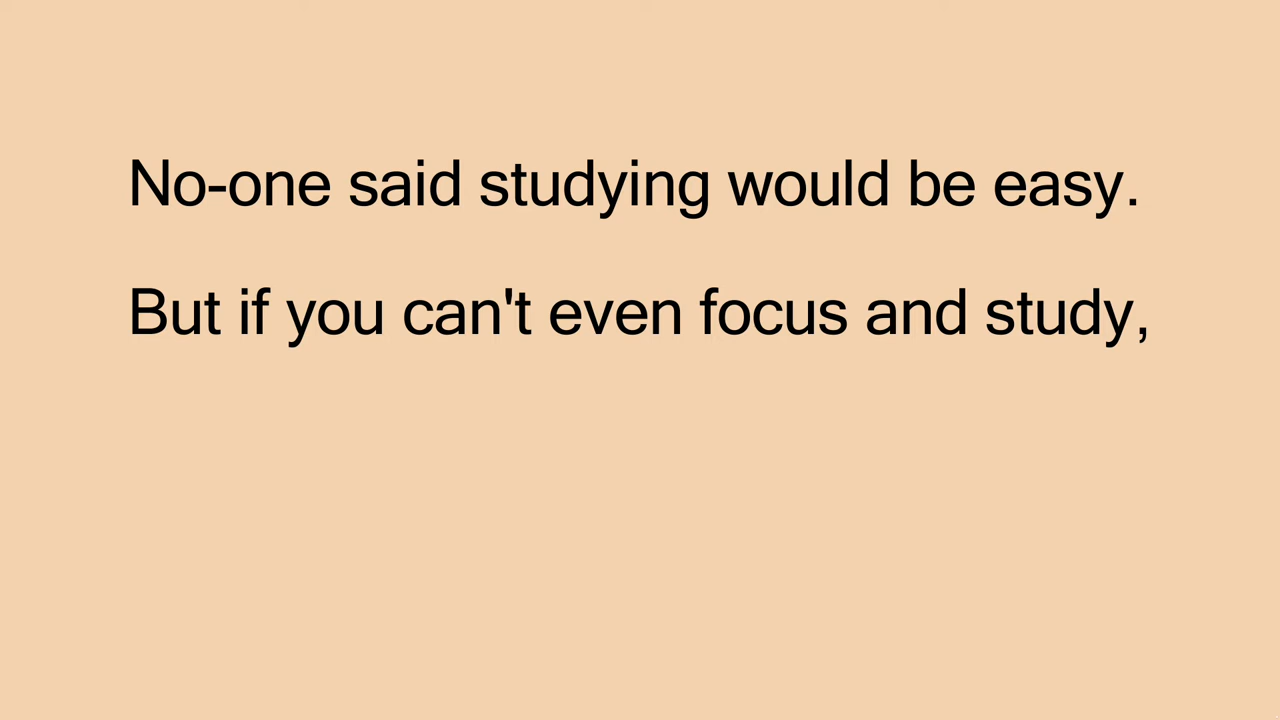 No-one said studying would be easy.
But if you can't even focus and study,